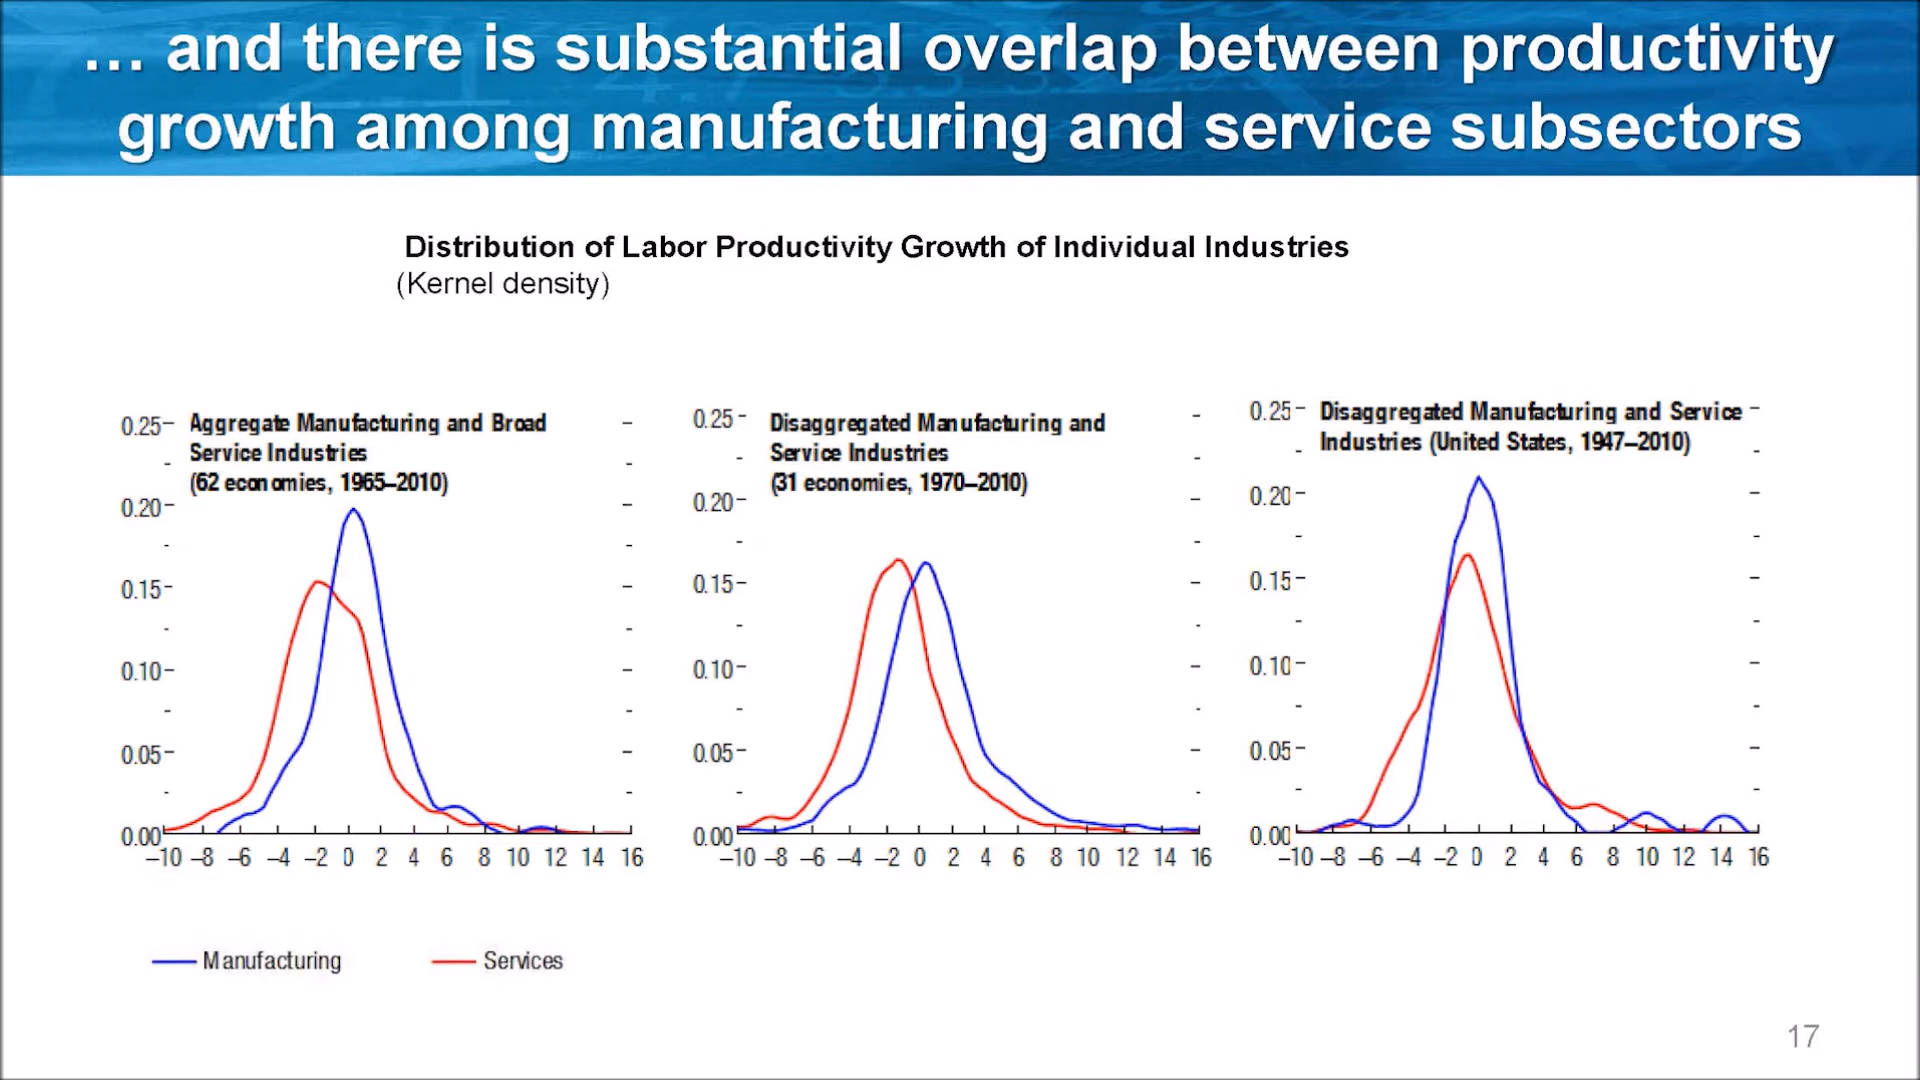 … and there is substantial overlap between productivity
growth among manufacturing and service subsectors
Distribution of Labor Productivity Growth of Individual Industries
(Kernel density)
Aggregate Manufacturing and Broad
Service Industries
(62 economies, 1965–2010)
0.25
0.20
0.15
0.10
0.05
0.00
–10 –8 –6 –4 –2 0 2 4 6 8 10 12 14 16
Disaggregated Manufacturing and
Service Industries
(31 economies, 1970–2010)
0.25
0.20
0.15
0.10
0.05
0.00
–10 –8 –6 –4 –2 0 2 4 6 8 10 12 14 16
Disaggregated Manufacturing and Service
Industries (United States, 1947–2010)
0.25
0.20
0.15
0.10
0.05
0.00
–10 –8 –6 –4 –2 0 2 4 6 8 10 12 14 16
Manufacturing
Services
17